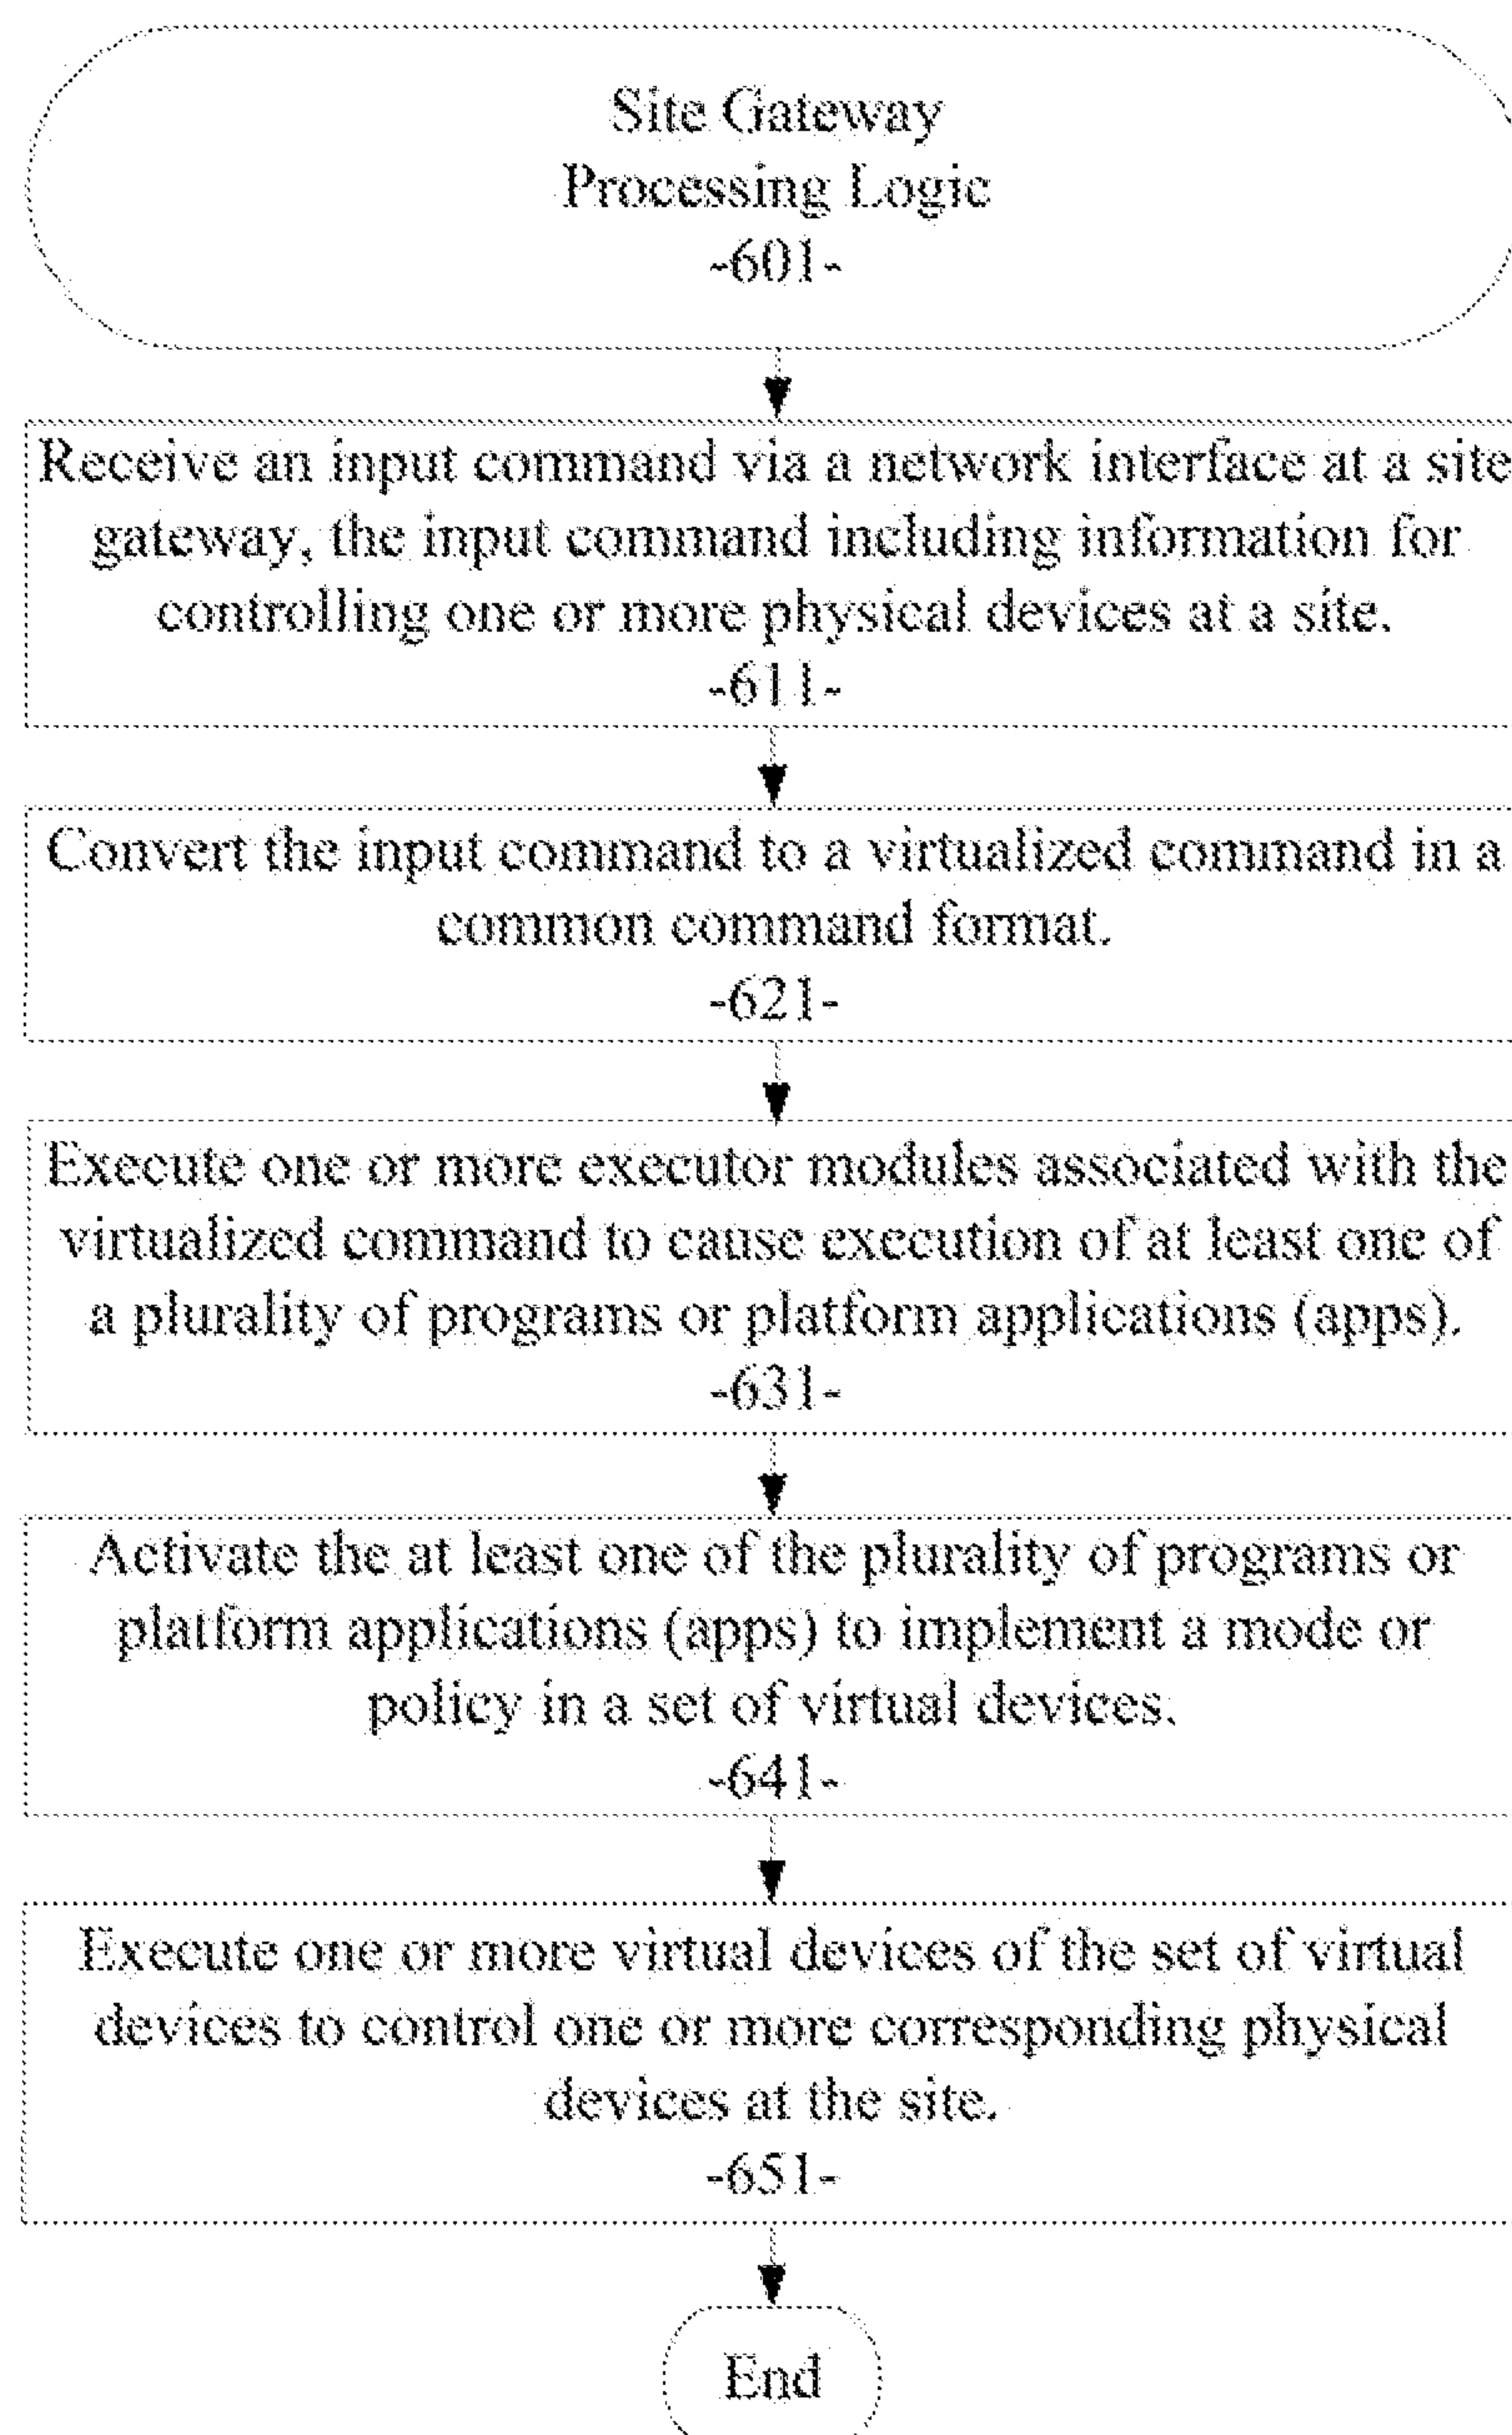 Site Gateway
Processing Logic
-601-
Receive an input command via a network interface at a site
gateway, the input command including information for
controlling one or more physical devices at a site.
-611-
Convert the input command to a virtualized command in a
common command format.
-621-
Execute one or more executor modules associated with the
virtualized command to cause execution of at least one of
a plurality of programs or platform applications (apps).
-631-
Activate the at least one of the plurality of programs or
platform applications (apps) to implement a mode or
policy in a set of virtual devices.
-641-
Execute one or more virtual devices of the set of virtual
devices to control one or more corresponding physical
devices at the site.
-651-
End